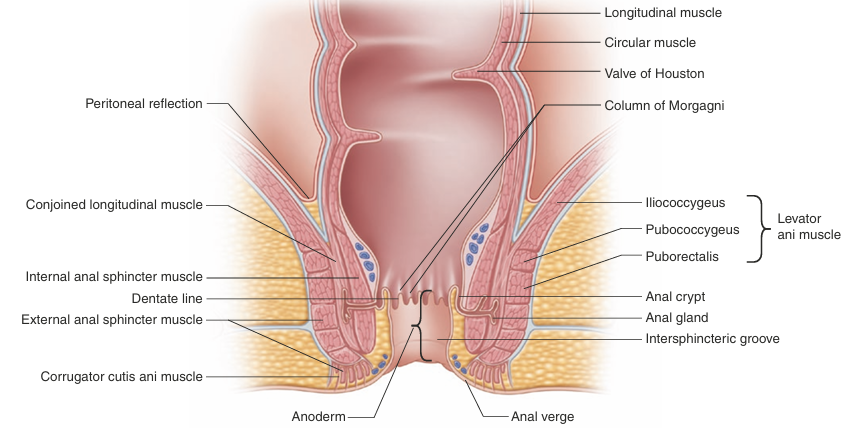 Longitudinal muscle
Circular muscle
Valve of Houston
Peritoneal reflection
Column of Morgagni
Conjoined longitudinal muscle
Iliococcygeus
Pubococcygeus
Levator
ani muscle
Puborectalis
Internal anal sphincter muscle
Dentate line
Anal crypt
External anal sphincter muscle
Anal gland
Intersphincteric groove
Corrugator cutis ani muscle
Anoderm
Anal verge